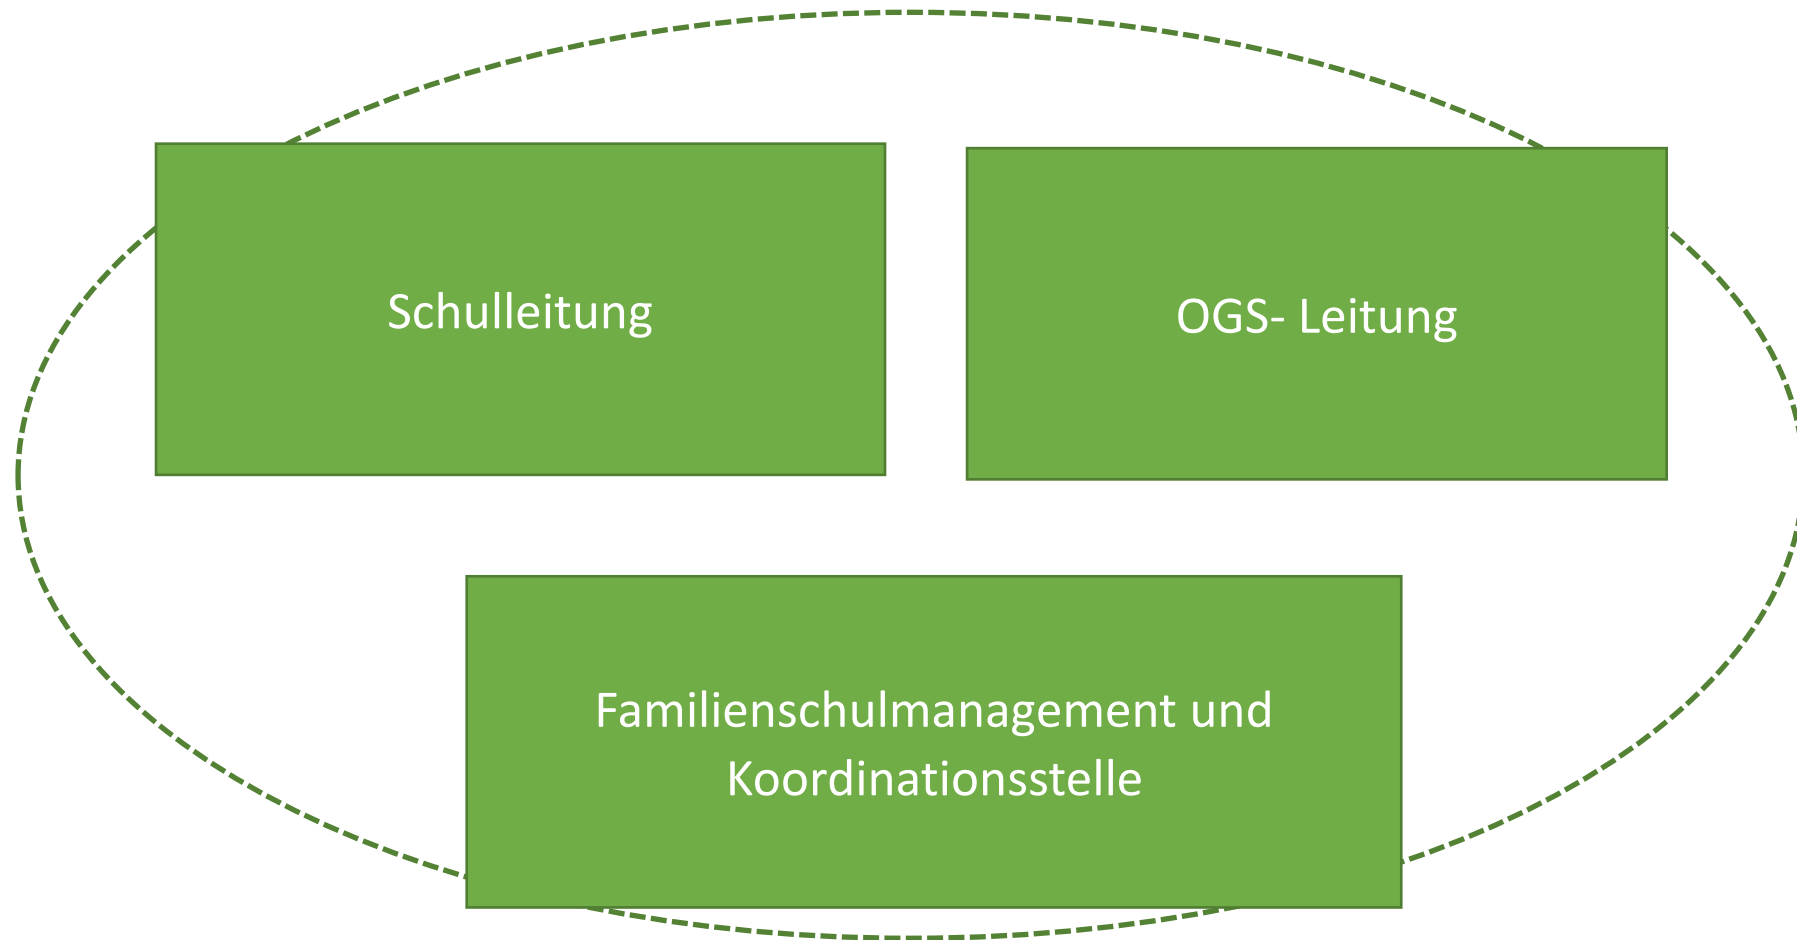 Schulleitung
OGS- Leitung
Familienschulmanagement und
Koordinationsstelle